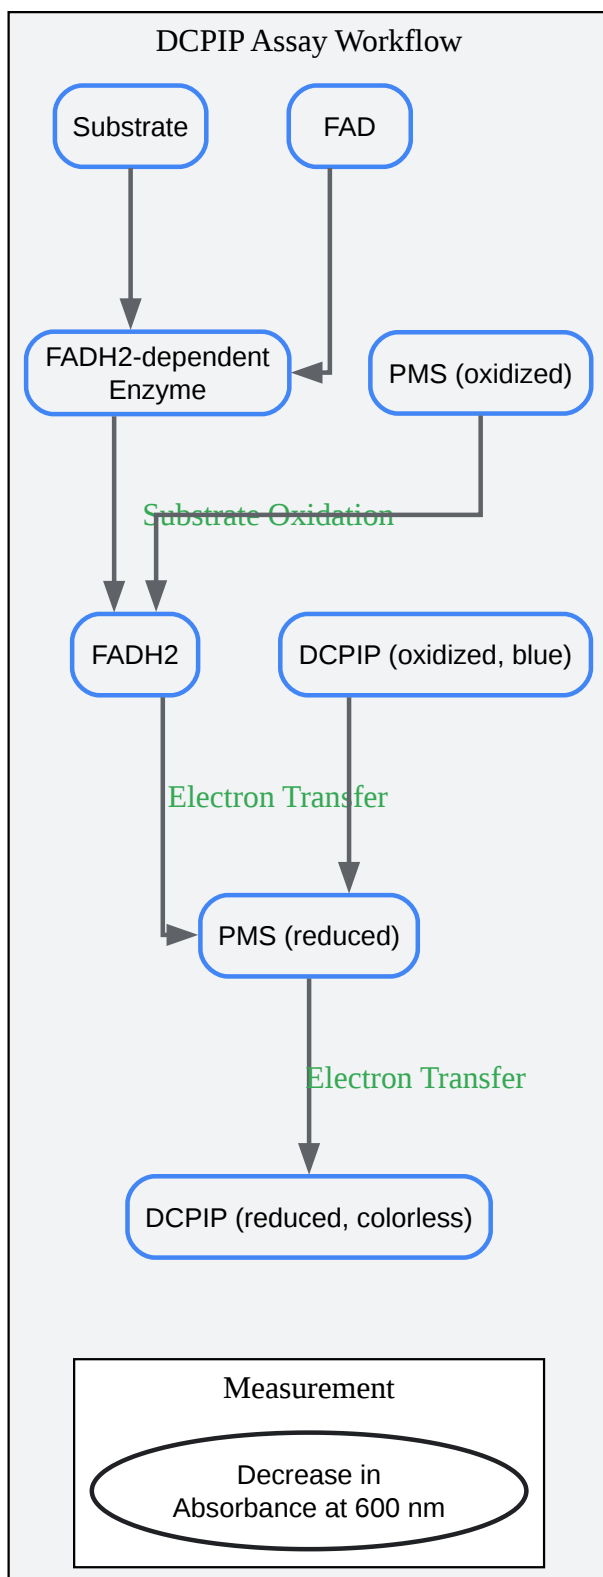 DCPIP Assay Workflow
Substrate
FAD
FADH2-dependent
Enzyme
PMS (oxidized)
Substrate Oxidation
FADH2
DCPIP (oxidized, blue)
Electron Transfer
PMS (reduced)
Electron Transfer
DCPIP (reduced, colorless)
Measurement
Decrease in
Absorbance at 600 nm